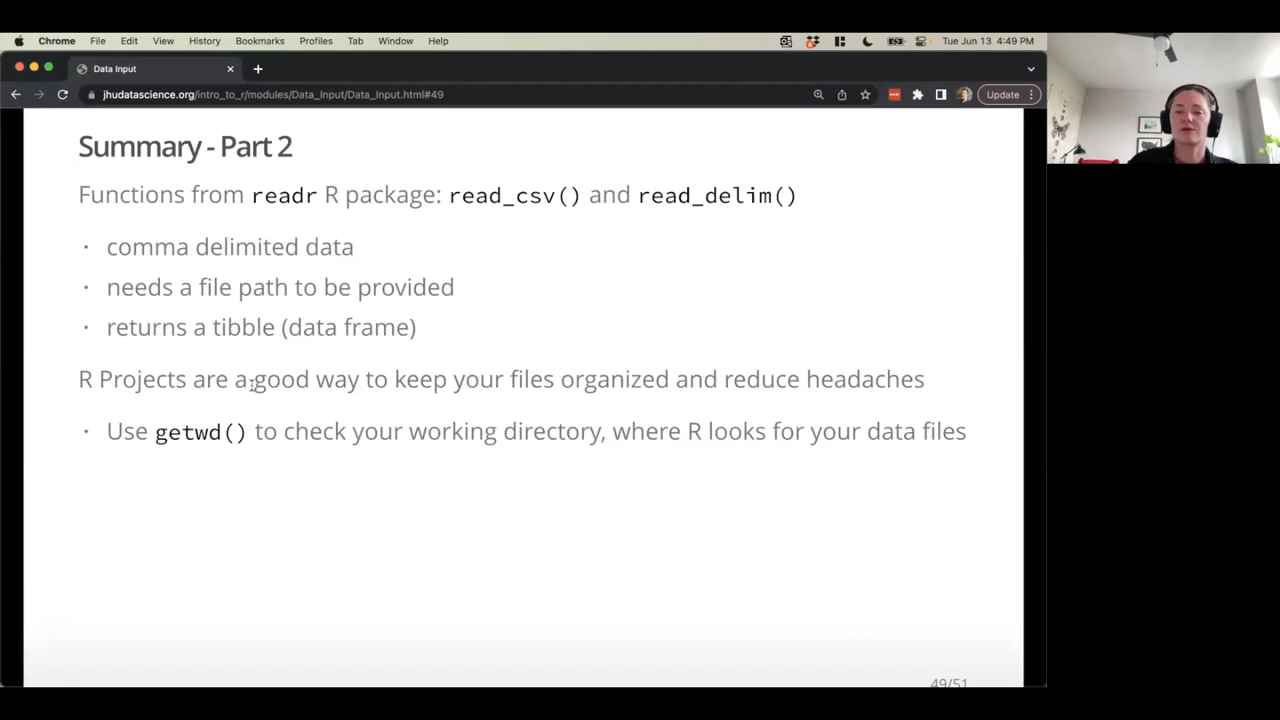 Chrome File Edit View History Bookmarks Profiles Tab Window Help Tue Jun 13 4:49 PM
Data Input
jhudatascience.org/intro_to_r/modules/Data_Input/Data_Input.html#49 Update
Summary - Part 2
Functions from readr R package: read_csv() and read_delim()
· comma delimited data
· needs a file path to be provided
· returns a tibble (data frame)
R Projects are a good way to keep your files organized and reduce headaches
· Use getwd() to check your working directory, where R looks for your data files
49/51